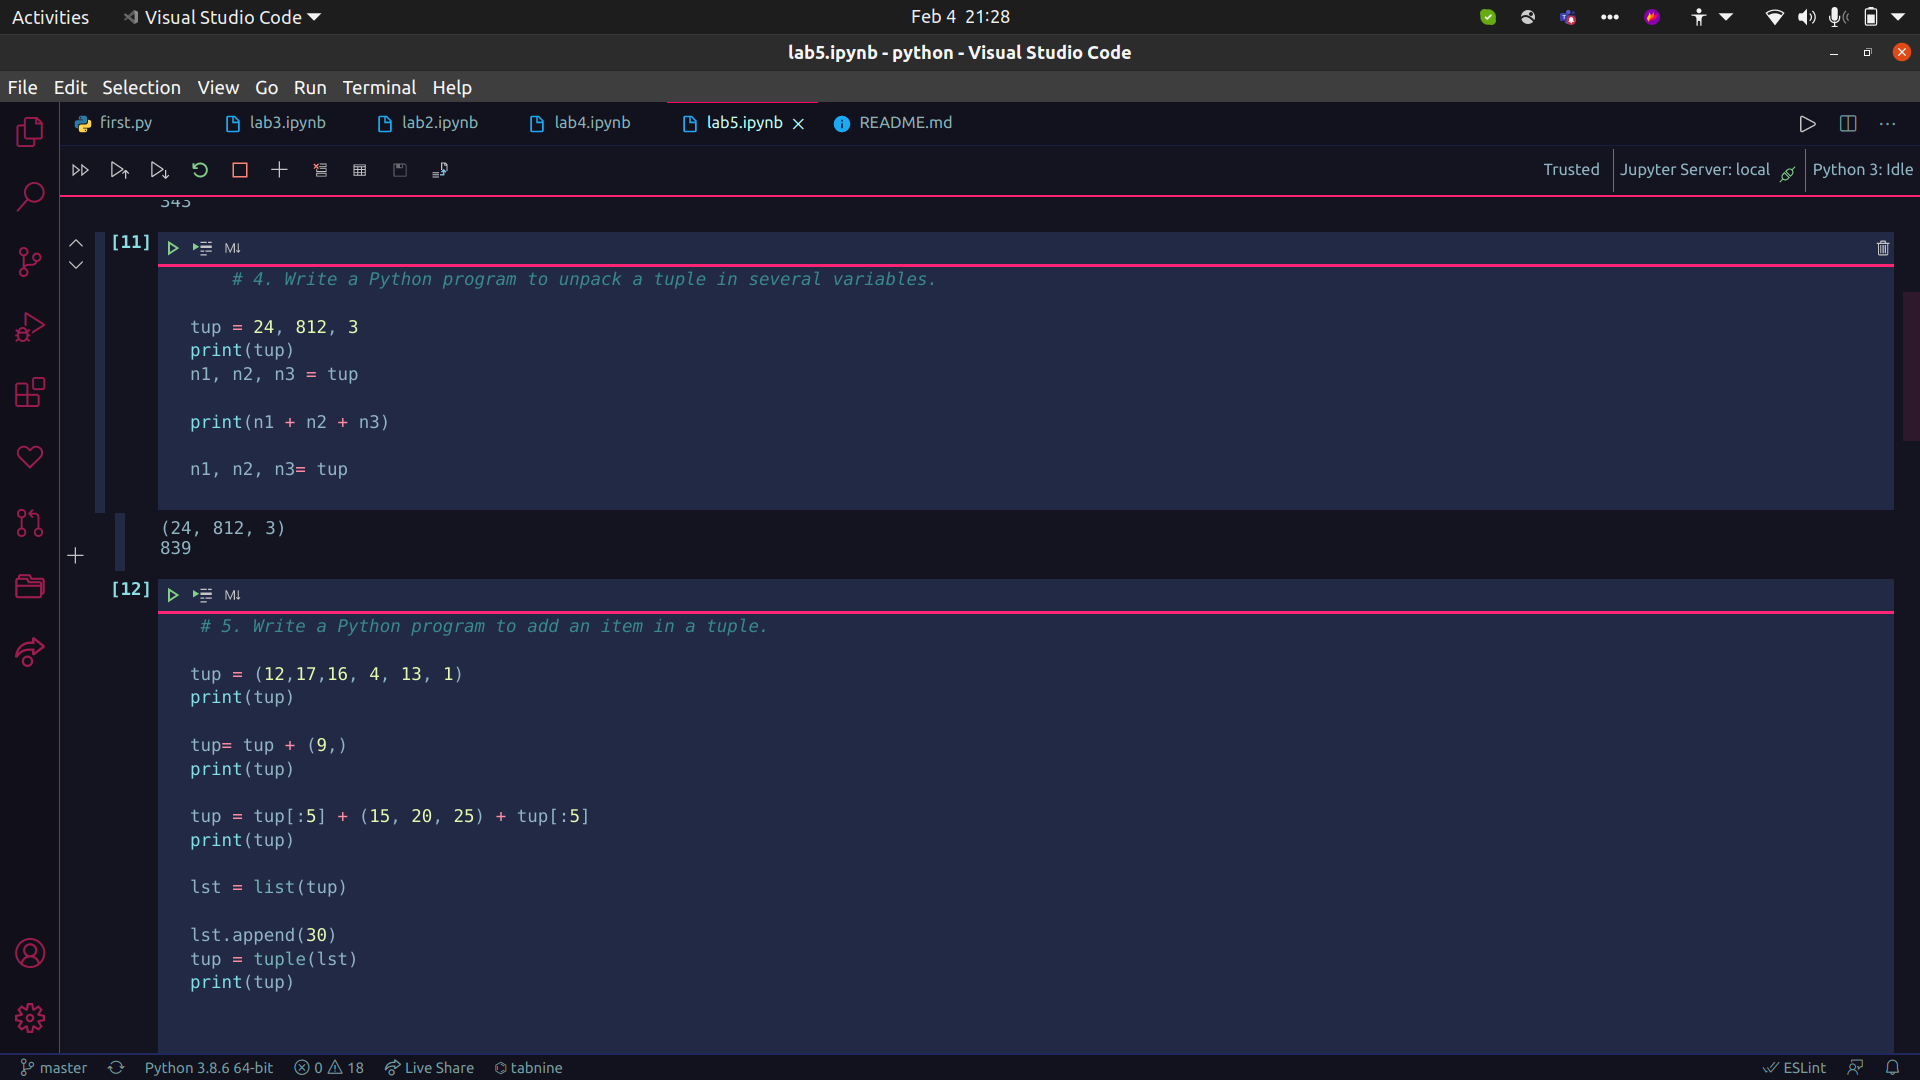 Activities Visual Studio Code Feb 4 21:28
lab5.ipynb - python - Visual Studio Code
File Edit Selection View Go Run Terminal Help
first.py lab3.ipynb lab2.ipynb lab4.ipynb lab5.ipynb README.md
Trusted Jupyter Server: local Python 3: Idle
343
[11] M↓
# 4. Write a Python program to unpack a tuple in several variables.
tup = 24, 812, 3
print(tup)
n1, n2, n3 = tup
print(n1 + n2 + n3)
n1, n2, n3= tup
(24, 812, 3)
839
[12] M↓
# 5. Write a Python program to add an item in a tuple.
tup = (12,17,16, 4, 13, 1)
print(tup)
tup= tup + (9,)
print(tup)
tup = tup[:5] + (15, 20, 25) + tup[:5]
print(tup)
lst = list(tup)
lst.append(30)
tup = tuple(lst)
print(tup)
master Python 3.8.6 64-bit 0 18 Live Share tabnine ESLint